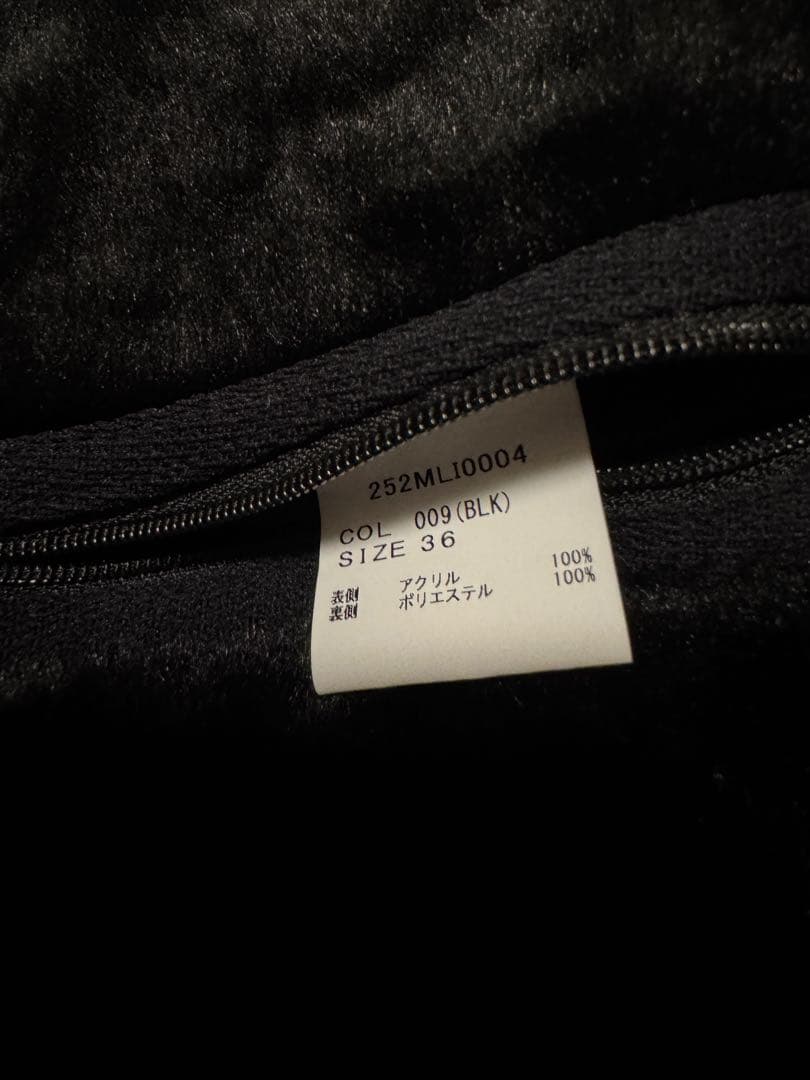 252MLI0004
COL 009(BLK)
SIZE 36
表側 アクリル 100%
裏側 ポリエステル 100%